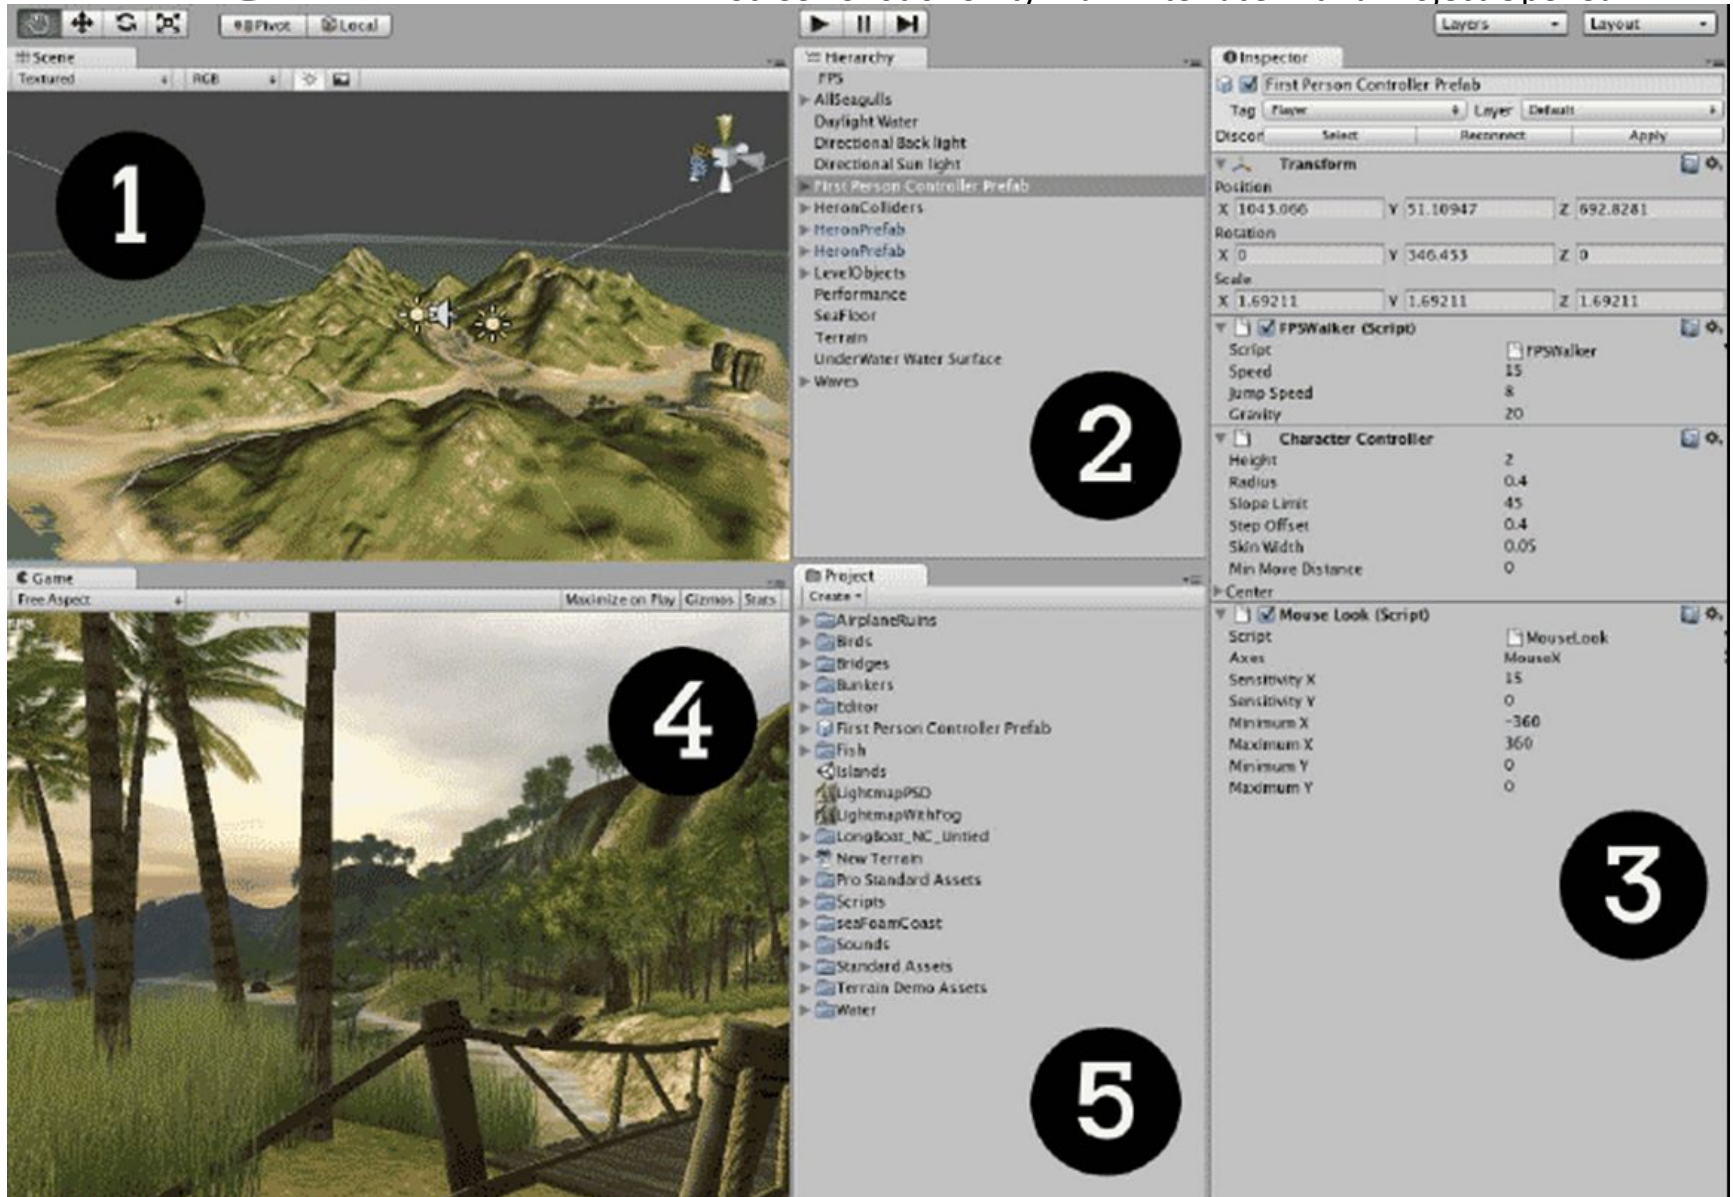 Pivot Local
Layers Layout
Scene
Textured RGB
1
Hierarchy
FPS
AllSeagulls
Daylight Water
Directional Back light
Directional Sun light
First Person Controller Prefab
HeronColliders
HeronPrefab
HeronPrefab
LevelObjects
Performance
SeaFloor
Terrain
UnderWater Water Surface
Waves
2
Inspector
First Person Controller Prefab
Tag Player Layer Default
Discor Select Reconnect Apply
Transform
Position
X 1043.066 Y 51.10947 Z 692.8281
Rotation
X 0 Y 346.453 Z 0
Scale
X 1.69211 Y 1.69211 Z 1.69211
FPSWalker (Script)
Script FPSWalker
Speed 15
Jump Speed 8
Gravity 20
Character Controller
Height 2
Radius 0.4
Slope Limit 45
Step Offset 0.4
Skin Width 0.05
Min Move Distance 0
Center
Mouse Look (Script)
Script MouseLook
Axes MouseX
Sensitivity X 15
Sensitivity Y 0
Minimum X -360
Maximum X 360
Minimum Y 0
Maximum Y 0
3
Game
Free Aspect Maximize on Play Gizmos Stats
4
Project
Create
AirplaneRuins
Birds
Bridges
Bunkers
Editor
First Person Controller Prefab
Fish
Islands
LightmapPSD
LightmapWithFog
LongBoat_NC_Untied
New Terrain
Pro Standard Assets
Scripts
seaFoamCoast
Sounds
Standard Assets
Terrain Demo Assets
Water
5